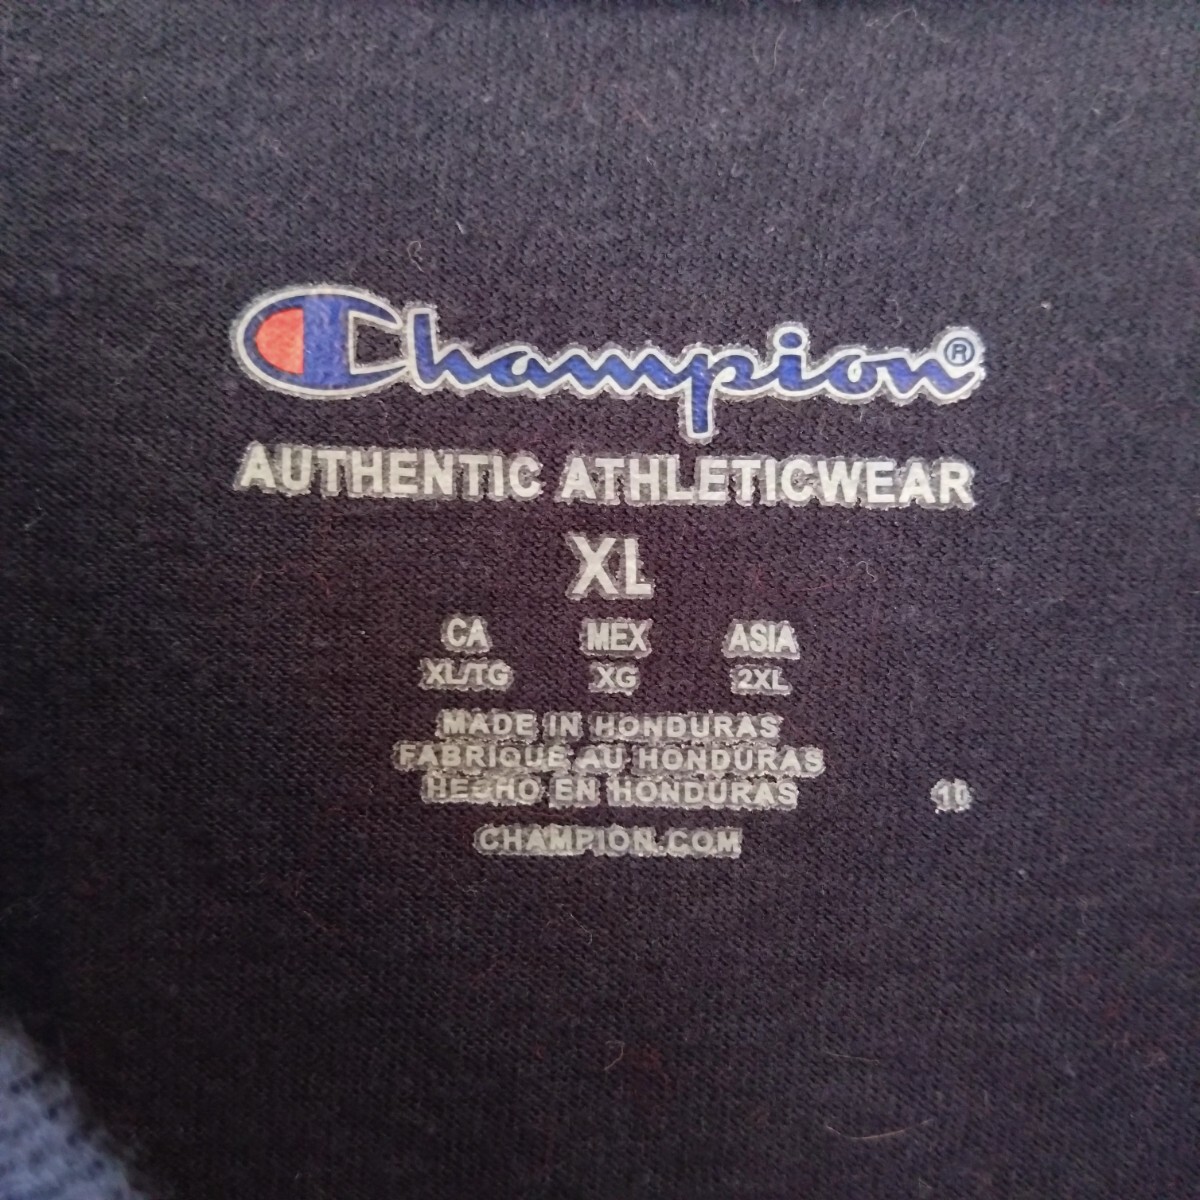 Champion®
AUTHENTIC ATHLETICWEAR
XL
CA MEX ASIA
XL/TG XG 2XL
MADE IN HONDURAS
FABRIQUE AU HONDURAS
HECHO EN HONDURAS
CHAMPION.COM